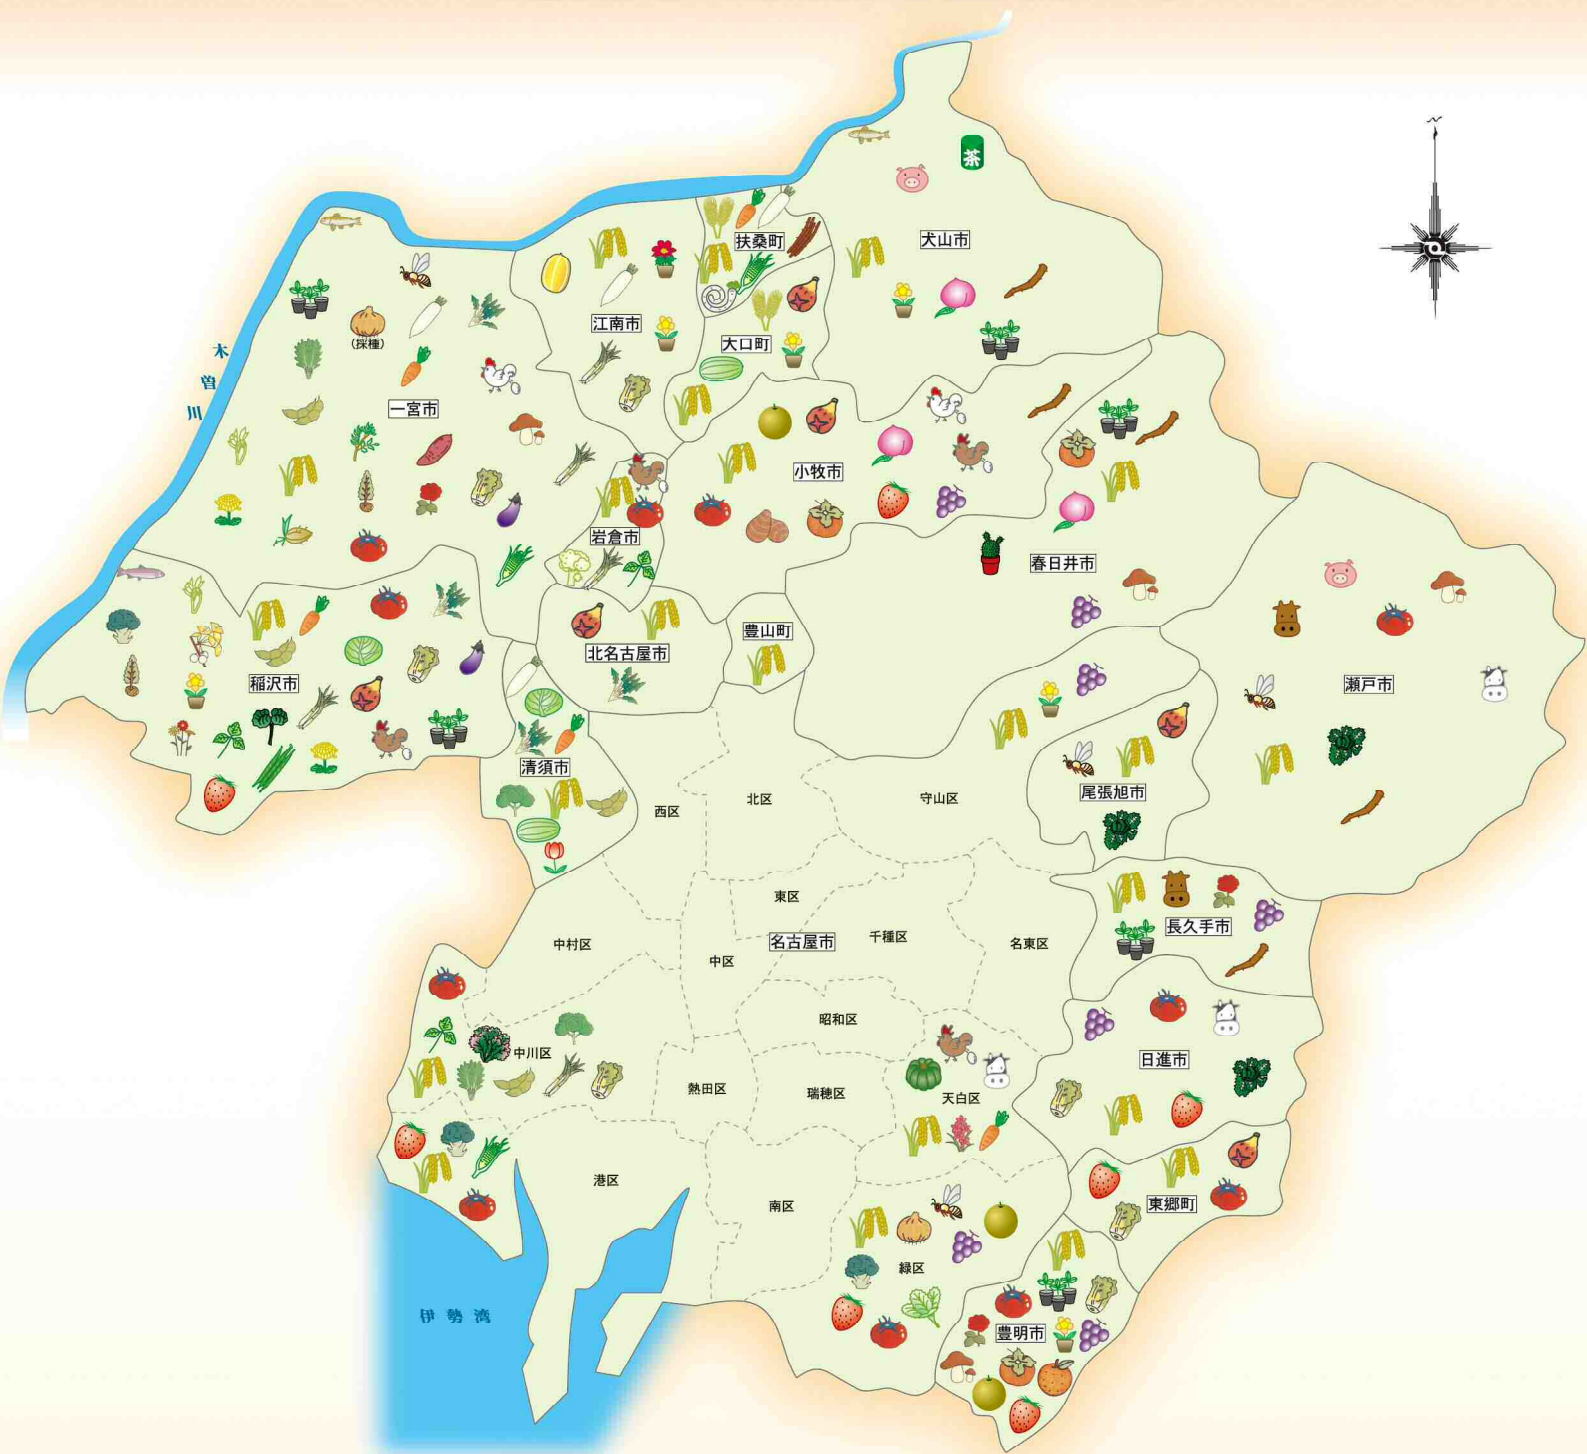 茶
扶桑町
犬山市
江南市
大口町
（採種）
木曽川
一宮市
小牧市
岩倉市
春日井市
豊山町
北名古屋市
稲沢市
瀬戸市
清須市
尾張旭市
西区
北区
守山区
東区
長久手市
中村区
中区
名古屋市
千種区
名東区
昭和区
中川区
日進市
熱田区
瑞穂区
天白区
港区
南区
東郷町
緑区
伊勢湾
豊明市